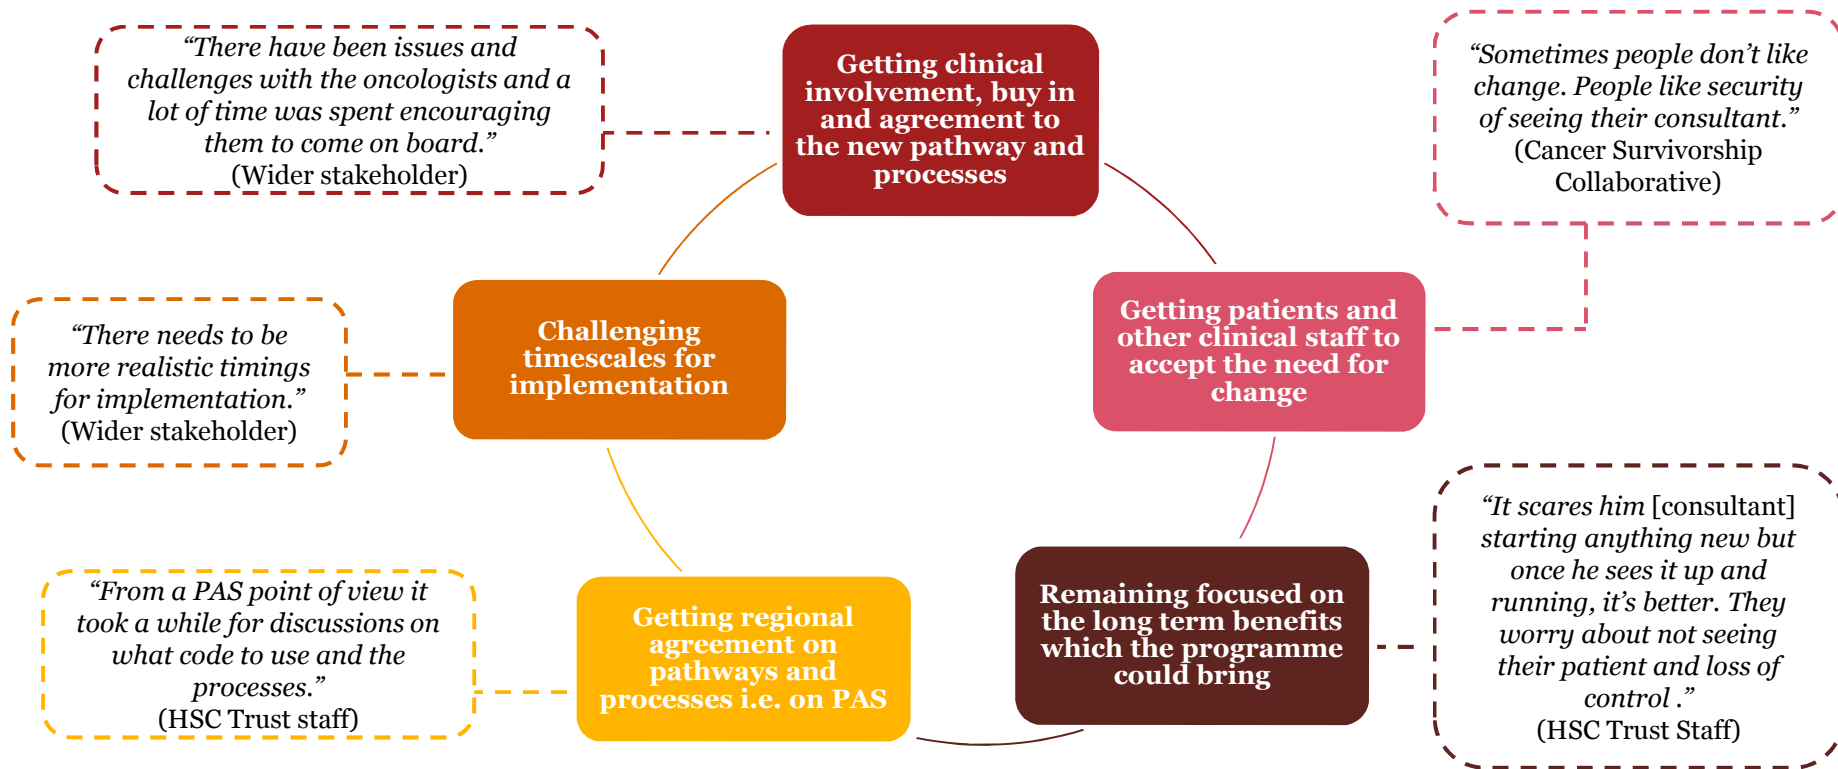 “There have been issues and
challenges with the oncologists and a
lot of time was spent encouraging
them to come on board.”
(Wider stakeholder)
Getting clinical
involvement, buy in
and agreement to
the new pathway and
processes
“Sometimes people don’t like
change. People like security
of seeing their consultant.”
(Cancer Survivorship
Collaborative)
“There needs to be
more realistic timings
for implementation.”
(Wider stakeholder)
Challenging
timescales for
implementation
Getting patients and
other clinical staff to
accept the need for
change
“From a PAS point of view it
took a while for discussions on
what code to use and the
processes.”
(HSC Trust staff)
Getting regional
agreement on
pathways and
processes i.e. on PAS
Remaining focused on
the long term benefits
which the programme
could bring
“It scares him [consultant]
starting anything new but
once he sees it up and
running, it’s better. They
worry about not seeing
their patient and loss of
control .”
(HSC Trust Staff)